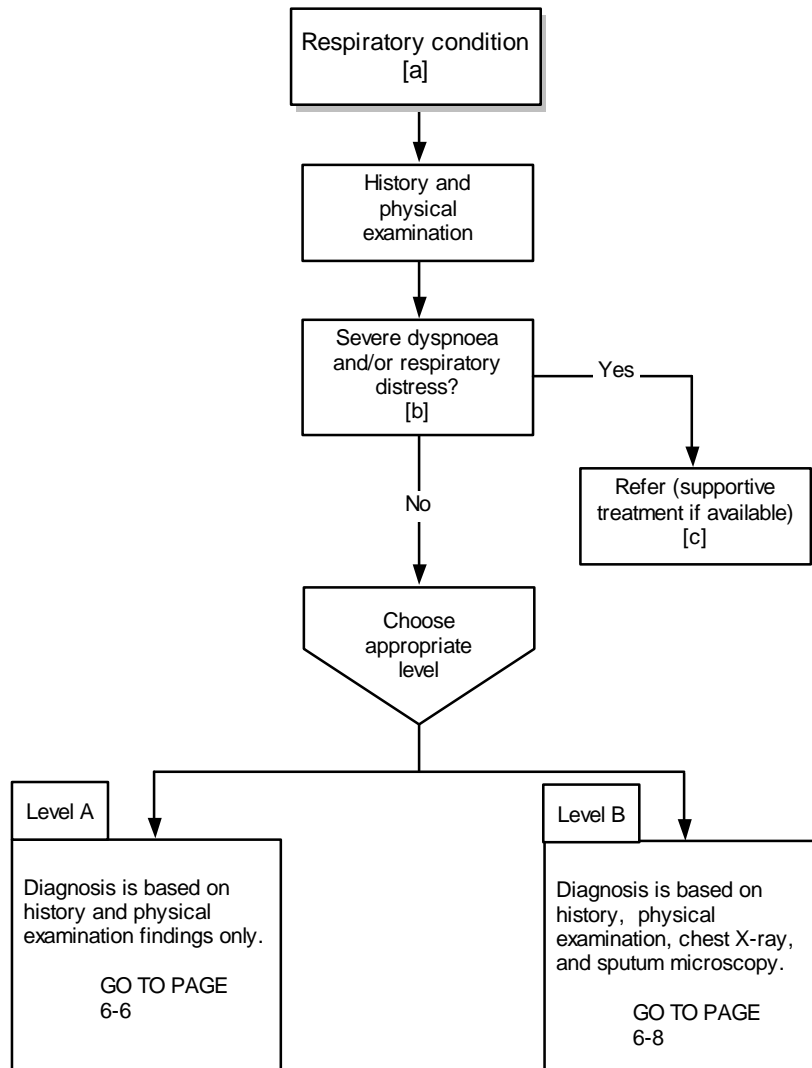 Respiratory condition
[a]
History and
physical
examination
Severe dyspnoea
and/or respiratory
distress?
[b]
Yes
Refer (supportive
treatment if available)
[c]
No
Choose
appropriate
level
Level A
Diagnosis is based on
history and physical
examination findings only.
GO TO PAGE
6-6
Level B
Diagnosis is based on
history, physical
examination, chest X-ray,
and sputum microscopy.
GO TO PAGE
6-8